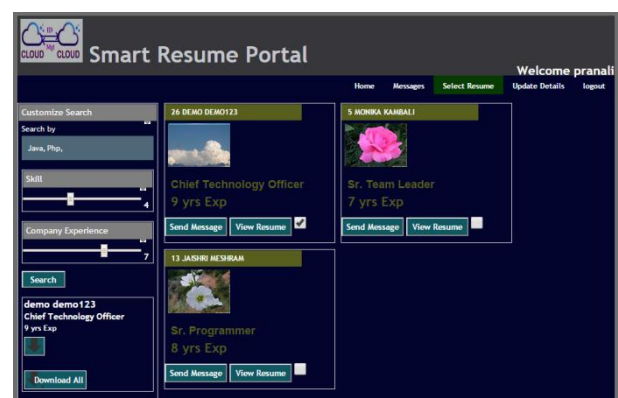 CLOUD Mgt CLOUD
Smart Resume Portal
Welcome pranali
Home Messages Select Resume Update Details logout
Customize Search
Search by
Java, Php,
Skill
4
Company Experience
7
Search
demo demo123
Chief Technology Officer
9 yrs Exp
Download All
26 DEMO DEMO123
Chief Technology Officer
9 yrs Exp
Send Message View Resume
5 MONIKA KAMBALI
Sr. Team Leader
7 yrs Exp
Send Message View Resume
13 JAISHRI MESHRAM
Sr. Programmer
8 yrs Exp
Send Message View Resume